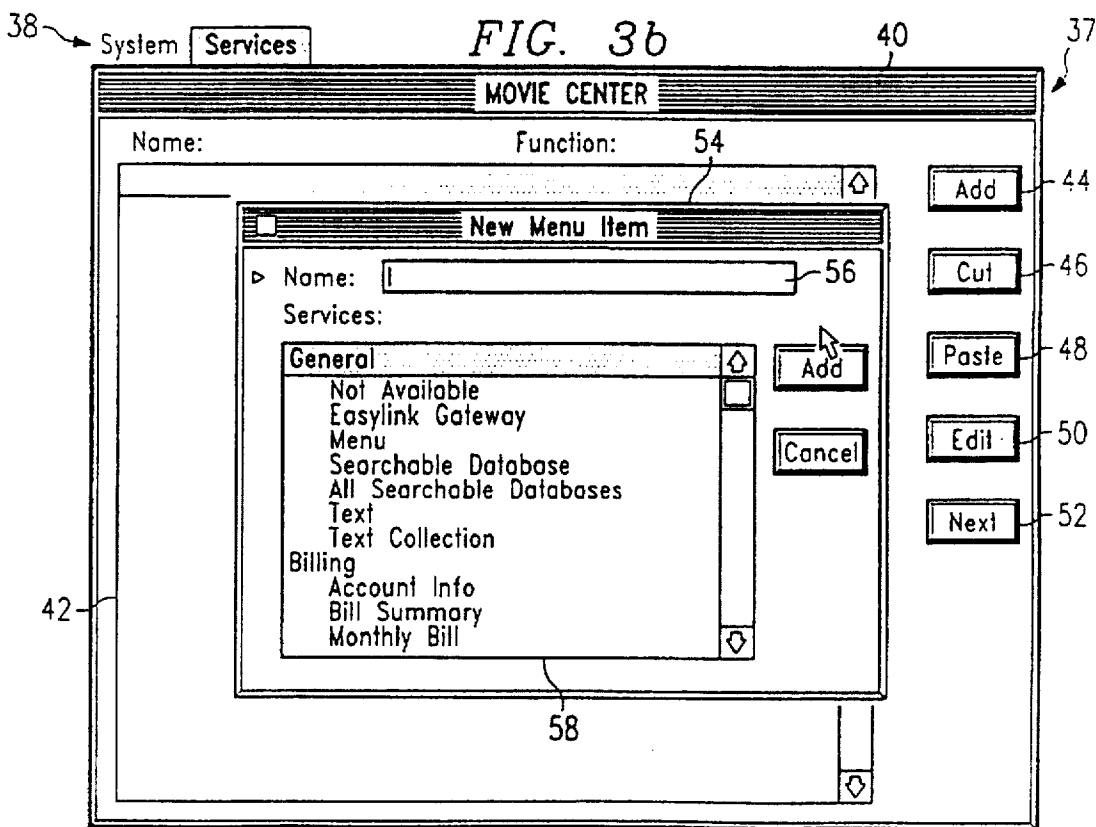 FIG. 3b
38
System Services
40
37
MOVIE CENTER
Name: Function:
54
Add
44
New Menu Item
Name:
56
Cut
46
Services:
General
Add
Paste
48
Not Available
Easylink Gateway
Menu
Cancel
Edit
50
Searchable Database
All Searchable Databases
Text
Text Collection
Next
52
Billing
Account Info
42
Bill Summary
Monthly Bill
58